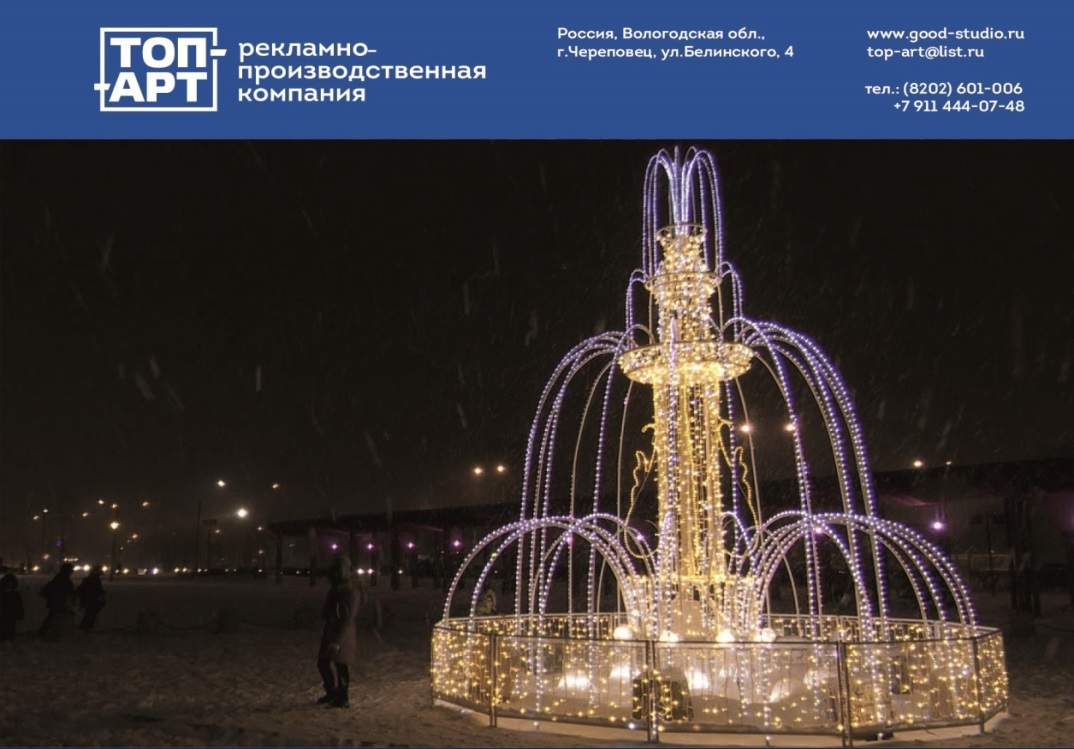 ТОП-
-АРТ
рекламно-
производственная
компания
Россия, Вологодская обл.,
г.Череповец, ул.Белинского, 4
www.good-studio.ru
top-art@list.ru
тел.: (8202) 601-006
+7 911 444-07-48